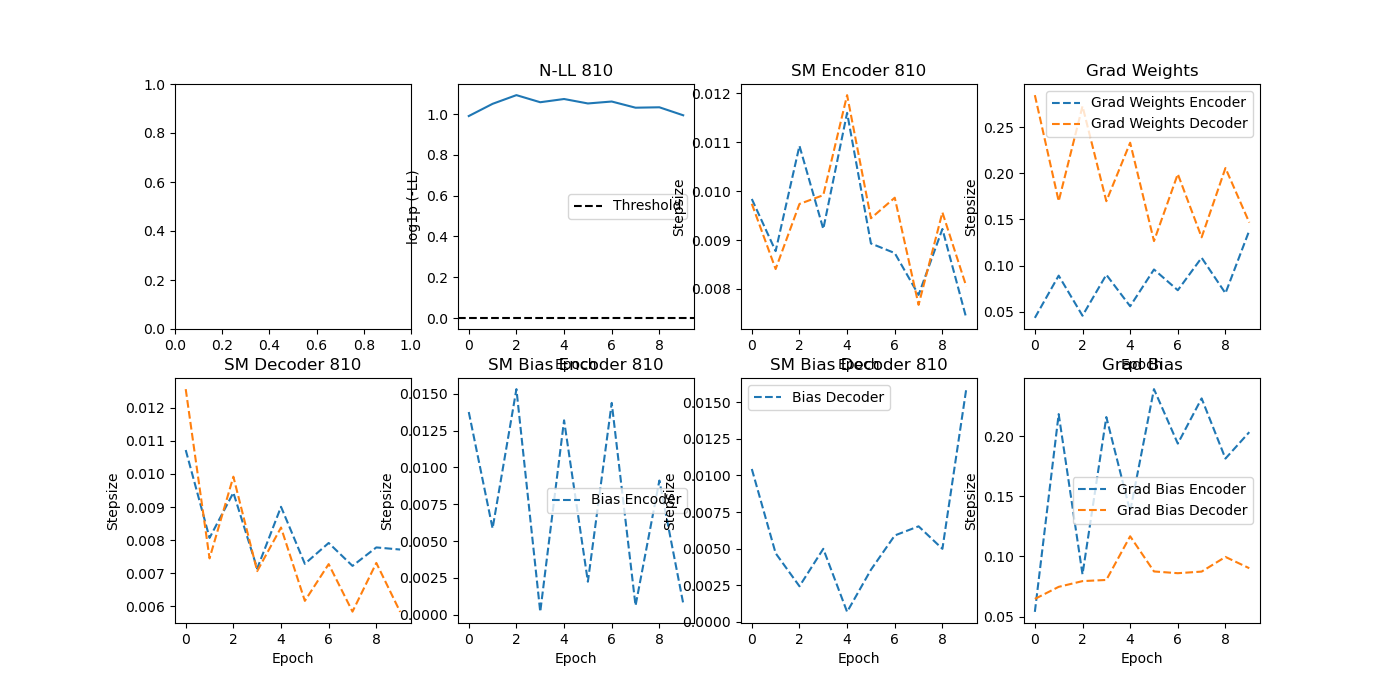 N-LL 810
SM Encoder 810
Grad Weights
1.0
0.8
0.6
0.4
0.2
0.0
0.0 0.2 0.4 0.6 0.8 1.0
log1p (-LL)
1.0
0.8
0.6
0.4
0.2
0.0
Threshold
0 2 4 6 8
Epoch
Stepsize
0.012
0.011
0.010
0.009
0.008
0 2 4 6 8
Epoch
Stepsize
0.25
0.20
0.15
0.10
0.05
Grad Weights Encoder
Grad Weights Decoder
0 2 4 6 8
Epoch
SM Decoder 810
SM Bias Encoder 810
SM Bias Decoder 810
Grad Bias
Stepsize
0.012
0.011
0.010
0.009
0.008
0.007
0.006
0 2 4 6 8
Epoch
Stepsize
0.0150
0.0125
0.0100
0.0075
0.0050
0.0025
0.0000
Bias Encoder
0 2 4 6 8
Epoch
Stepsize
0.0150
0.0125
0.0100
0.0075
0.0050
0.0025
0.0000
Bias Decoder
0 2 4 6 8
Epoch
Stepsize
0.20
0.15
0.10
0.05
Grad Bias Encoder
Grad Bias Decoder
0 2 4 6 8
Epoch